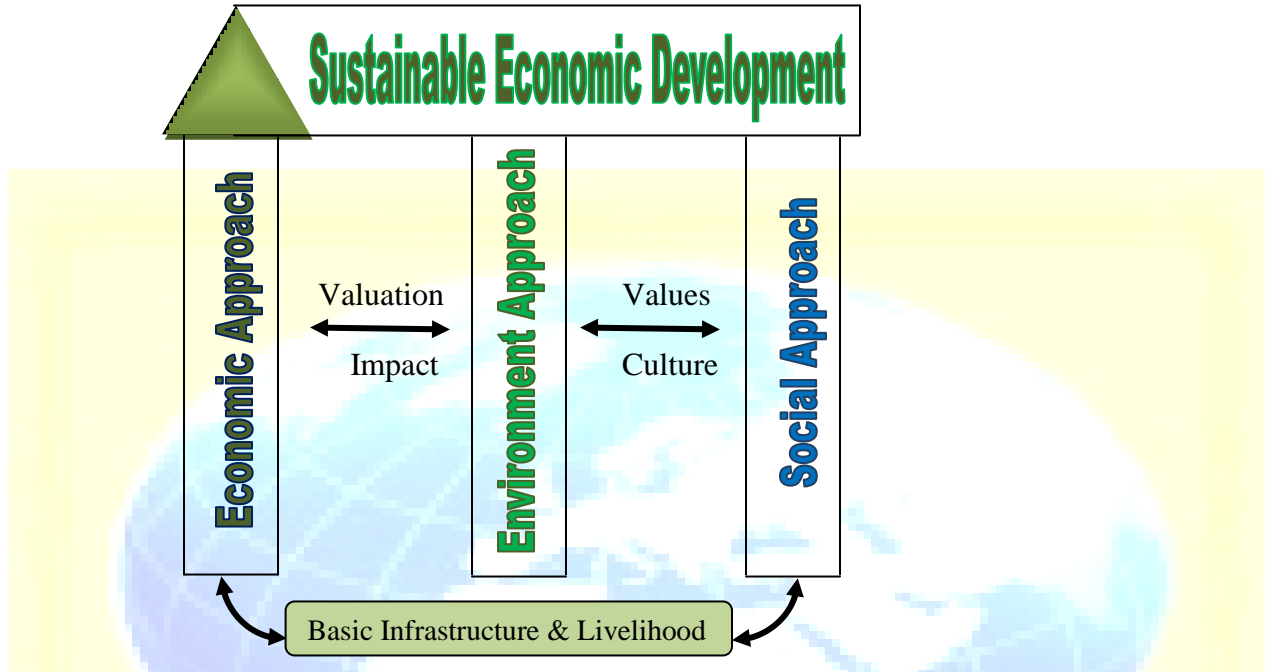 Sustainable Economic Development
Economic Approach
Valuation
Impact
Environment Approach
Values
Culture
Social Approach
Basic Infrastructure & Livelihood